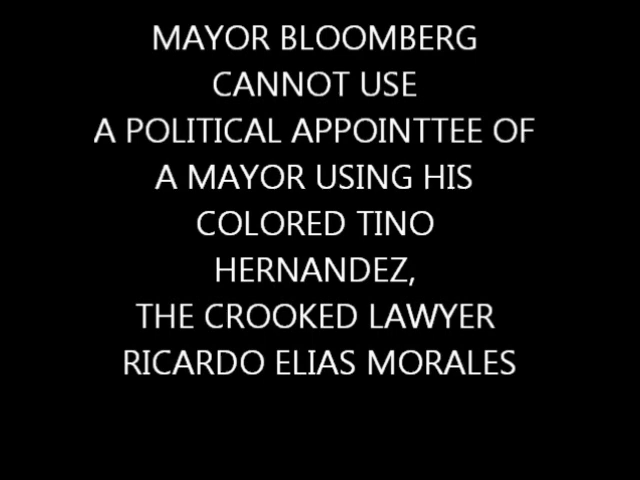 MAYOR BLOOMBERG
CANNOT USE
A POLITICAL APPOINTTEE OF
A MAYOR USING HIS
COLORED TINO
HERNANDEZ,
THE CROOKED LAWYER
RICARDO ELIAS MORALES